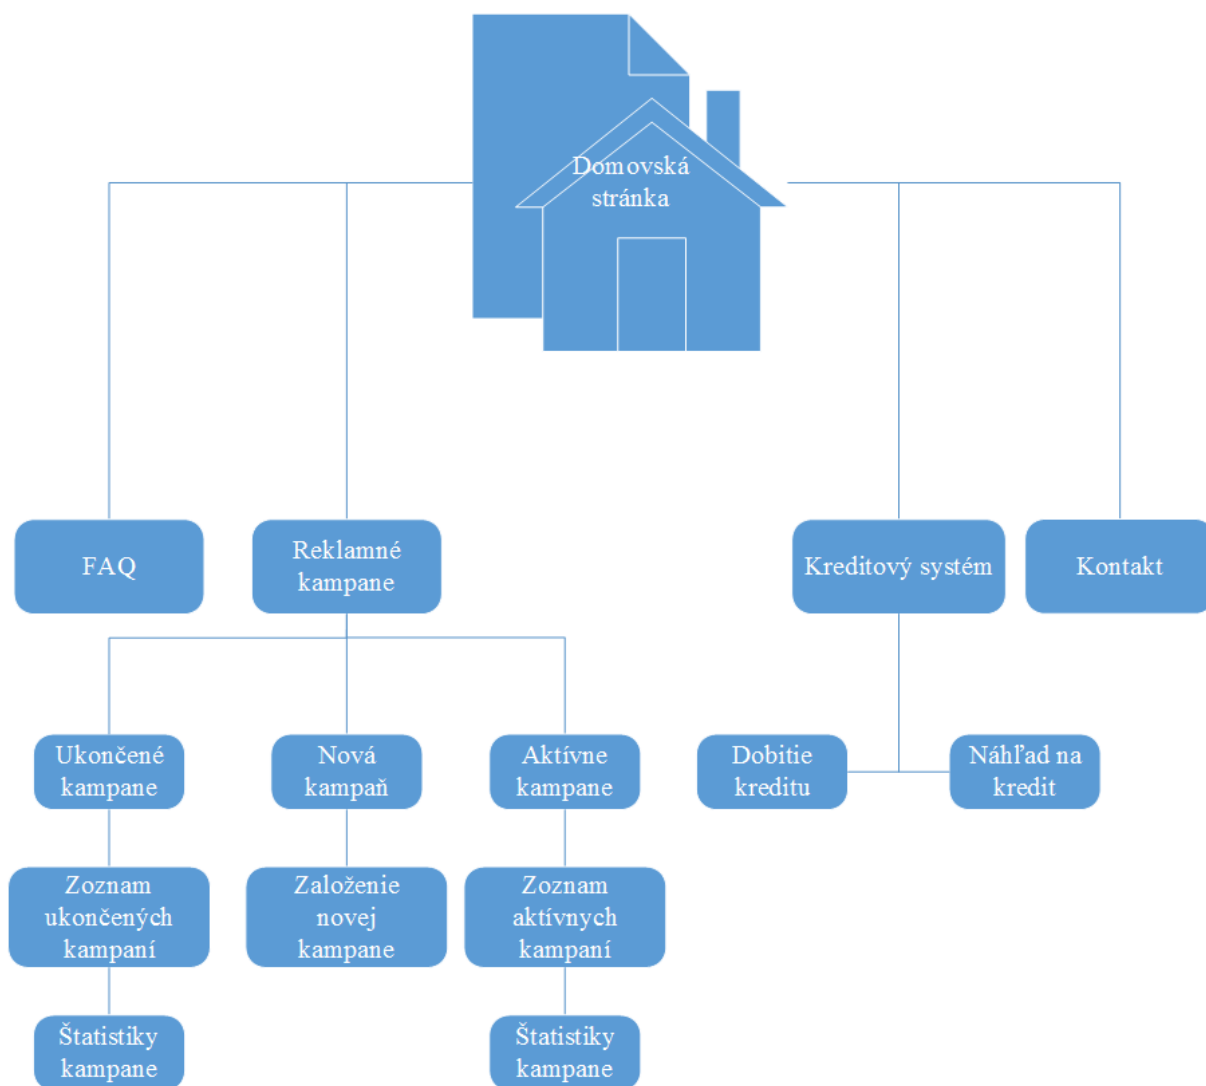 Domovská
stránka
FAQ
Reklamné
kampane
Kreditový systém
Kontakt
Ukončené
kampane
Nová
kampaň
Aktívne
kampane
Dobitie
kreditu
Náhľad na
kredit
Zoznam
ukončených
kampaní
Založenie
novej
kampane
Zoznam
aktívnych
kampaní
Štatistiky
kampane
Štatistiky
kampane